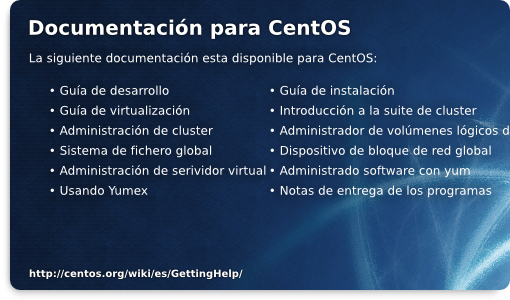 Documentación para CentOS
La siguiente documentación esta disponible para CentOS:
• Guía de desarrollo
• Guía de virtualización
• Administración de cluster
• Sistema de fichero global
• Administración de serividor virtual
• Usando Yumex
• Guía de instalación
• Introducción a la suite de cluster
• Administrador de volúmenes lógicos d
• Dispositivo de bloque de red global
• Administrado software con yum
• Notas de entrega de los programas
http://centos.org/wiki/es/GettingHelp/